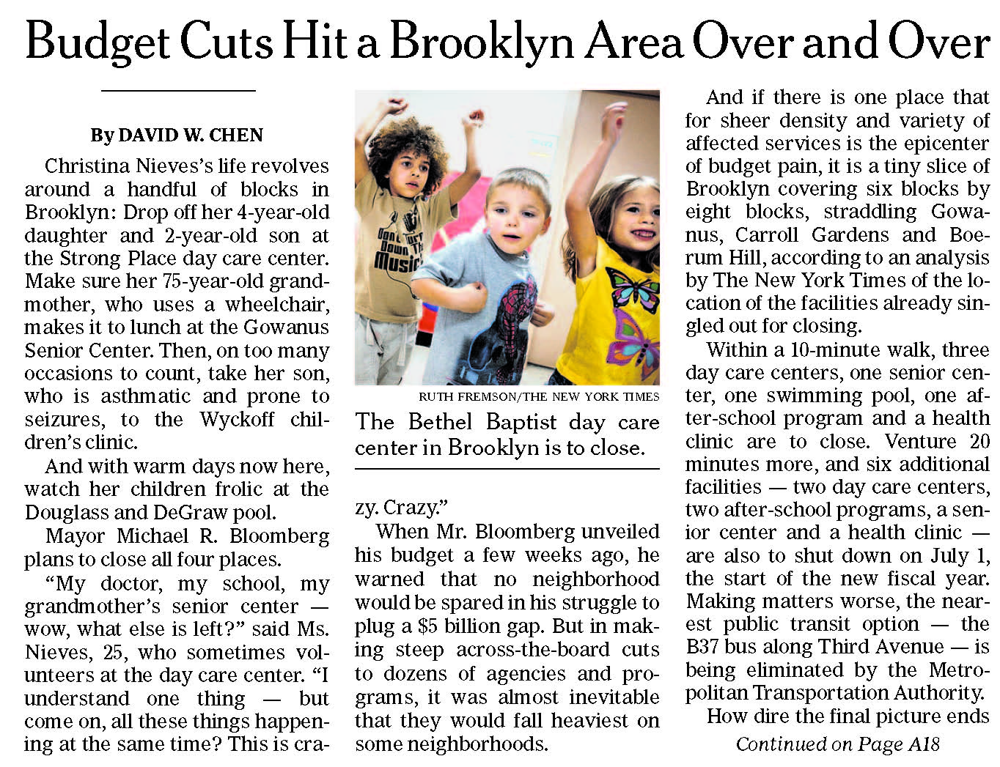 Budget Cuts Hit a Brooklyn Area Over and Over
By DAVID W. CHEN
Christina Nieves's life revolves
around a handful of blocks in
Brooklyn: Drop off her 4-year-old
daughter and 2-year-old son at
the Strong Place day care center.
Make sure her 75-year-old grand-
mother, who uses a wheelchair,
makes it to lunch at the Gowanus
Senior Center. Then, on too many
occasions to count, take her son,
who is asthmatic and prone to
seizures, to the Wyckoff chil-
dren's clinic.
And with warm days now here,
watch her children frolic at the
Douglass and DeGraw pool.
Mayor Michael R. Bloomberg
plans to close all four places.
“My doctor, my school, my
grandmother's senior center —
wow, what else is left?” said Ms.
Nieves, 25, who sometimes vol-
unteers at the day care center. “I
understand one thing — but
come on, all these things happen-
ing at the same time? This is cra-
Don't Turn
Down The
Music
RUTH FREMSON/THE NEW YORK TIMES
The Bethel Baptist day care
center in Brooklyn is to close.
zy. Crazy.”
When Mr. Bloomberg unveiled
his budget a few weeks ago, he
warned that no neighborhood
would be spared in his struggle to
plug a $5 billion gap. But in mak-
ing steep across-the-board cuts
to dozens of agencies and pro-
grams, it was almost inevitable
that they would fall heaviest on
some neighborhoods.
And if there is one place that
for sheer density and variety of
affected services is the epicenter
of budget pain, it is a tiny slice of
Brooklyn covering six blocks by
eight blocks, straddling Gowa-
nus, Carroll Gardens and Boe-
rum Hill, according to an analysis
by The New York Times of the lo-
cation of the facilities already sin-
gled out for closing.
Within a 10-minute walk, three
day care centers, one senior cen-
ter, one swimming pool, one af-
ter-school program and a health
clinic are to close. Venture 20
minutes more, and six additional
facilities — two day care centers,
two after-school programs, a sen-
ior center and a health clinic —
are also to shut down on July 1,
the start of the new fiscal year.
Making matters worse, the near-
est public transit option — the
B37 bus along Third Avenue — is
being eliminated by the Metro-
politan Transportation Authority.
How dire the final picture ends
Continued on Page A18